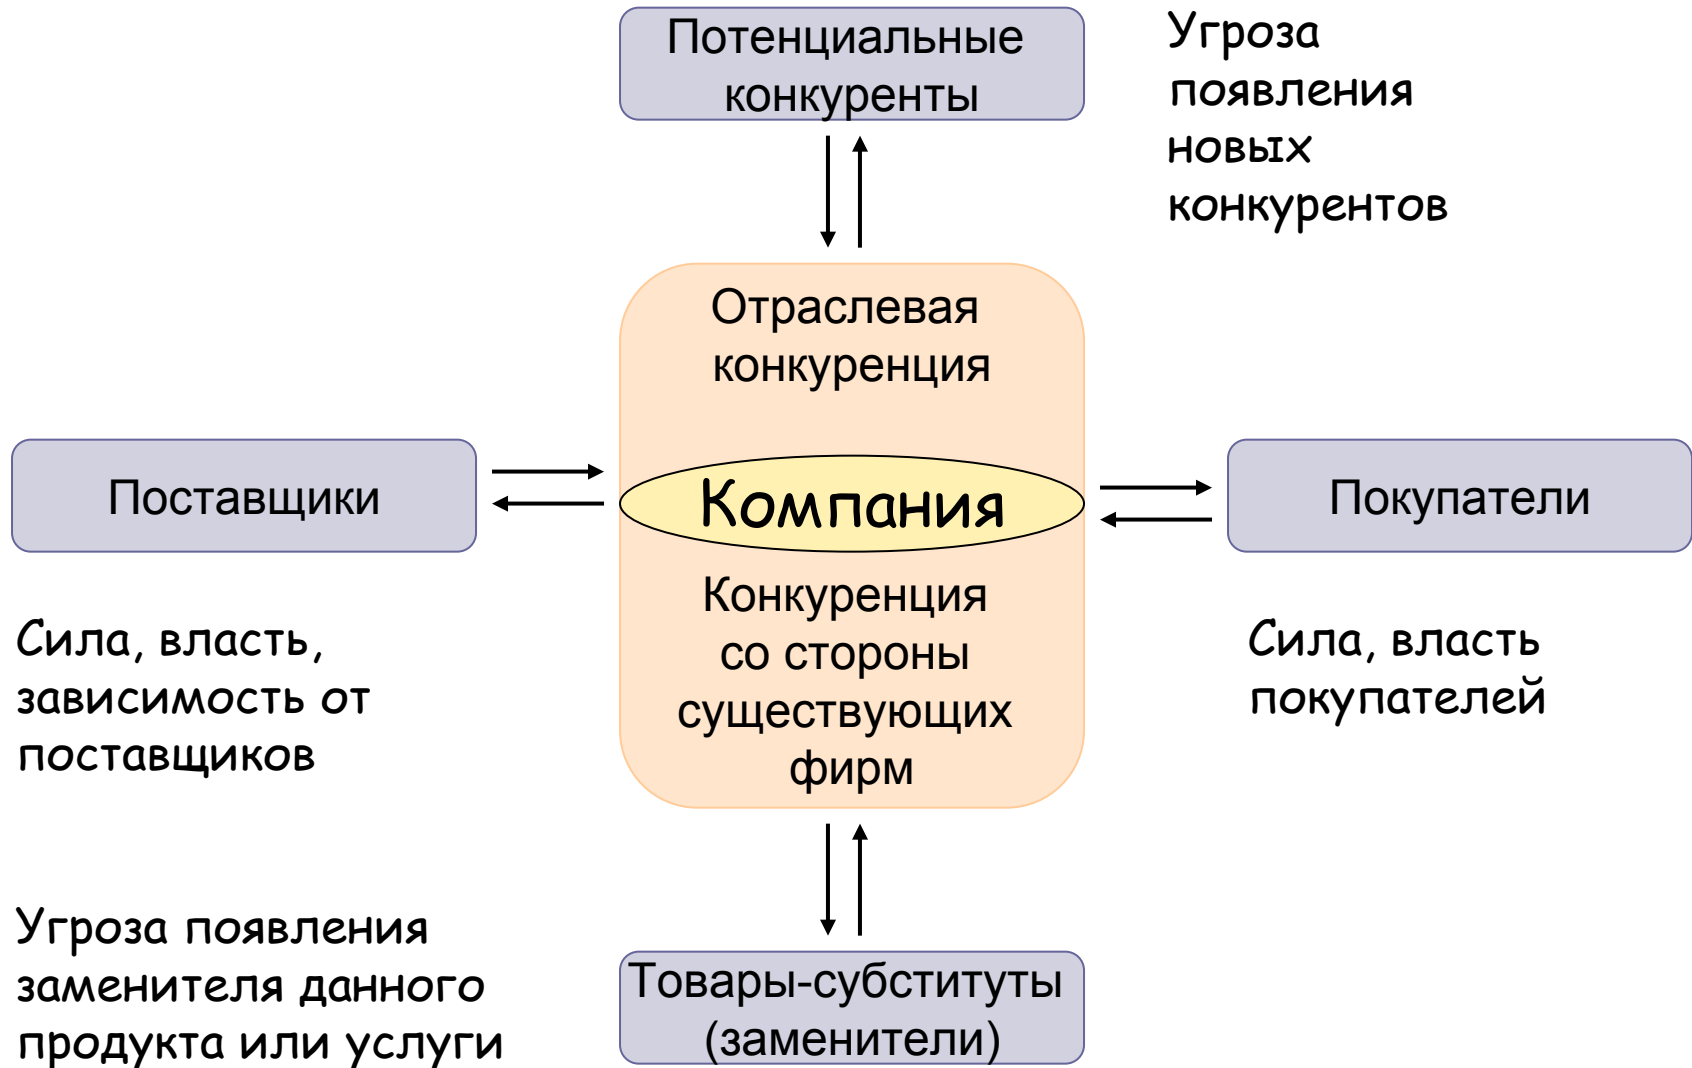 Потенциальные
конкуренты
Угроза
появления
новых
конкурентов
Отраслевая
конкуренция
Поставщики
Компания
Покупатели
Конкуренция
со стороны
существующих
фирм
Сила, власть,
зависимость от
поставщиков
Сила, власть
покупателей
Угроза появления
заменителя данного
продукта или услуги
Товары-субституты
(заменители)